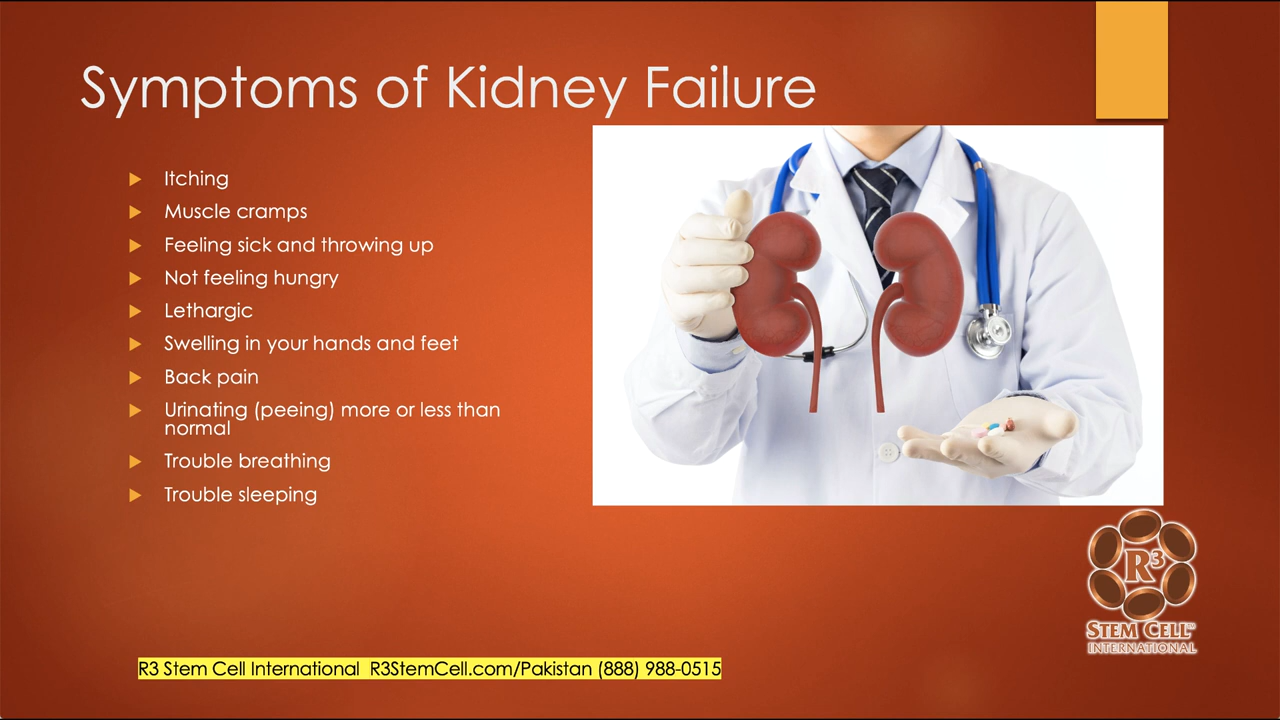 Symptoms of Kidney Failure
Itching
Muscle cramps
Feeling sick and throwing up
Not feeling hungry
Lethargic
Swelling in your hands and feet
Back pain
Urinating (peeing) more or less than
normal
Trouble breathing
Trouble sleeping
R³
STEM CELL™
INTERNATIONAL
R3 Stem Cell International  R3StemCell.com/Pakistan (888) 988-0515